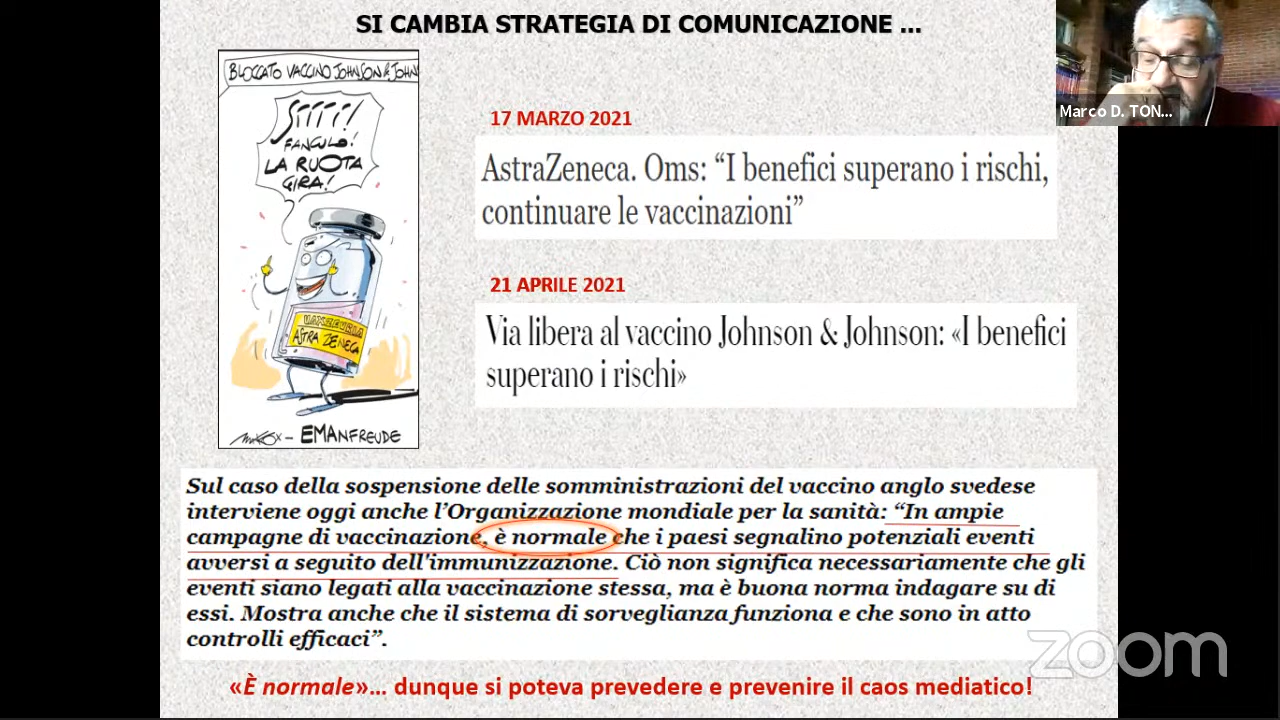 SI CAMBIA STRATEGIA DI COMUNICAZIONE ...
BLOCCATO VACCINO JOHNSON & JOHN
SIIII!
FANCULO!
LA RUOTA
GIRA!
ASTRA ZENECA
EMANFREUDE
17 MARZO 2021
AstraZeneca. Oms: “I benefici superano i rischi,
continuare le vaccinazioni”
21 APRILE 2021
Via libera al vaccino Johnson & Johnson: «I benefici
superano i rischi»
Sul caso della sospensione delle somministrazioni del vaccino anglo svedese
interviene oggi anche l’Organizzazione mondiale per la sanità: “In ampie
campagne di vaccinazione, è normale che i paesi segnalino potenziali eventi
avversi a seguito dell'immunizzazione. Ciò non significa necessariamente che gli
eventi siano legati alla vaccinazione stessa, ma è buona norma indagare su di
essi. Mostra anche che il sistema di sorveglianza funziona e che sono in atto
controlli efficaci”.
«È normale»… dunque si poteva prevedere e prevenire il caos mediatico!
Marco D. TON...
zoom